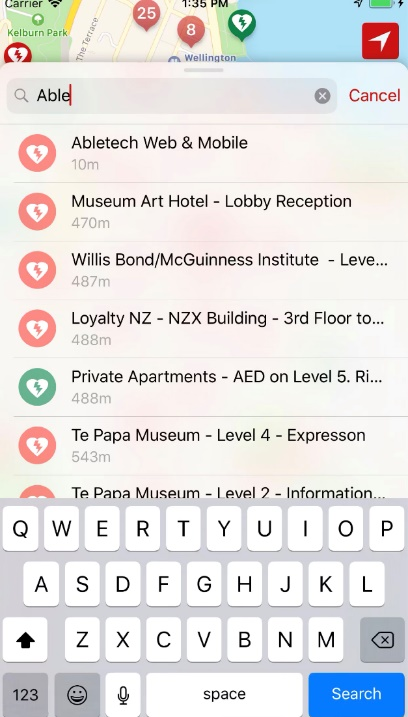 Carrier 1:35 PM
Kelburn Park
The Terrace
25
8
Wellington
Able Cancel
Abletech Web & Mobile
10m
Museum Art Hotel - Lobby Reception
470m
Willis Bond/McGuinness Institute - Leve...
487m
Loyalty NZ - NZX Building - 3rd Floor to...
488m
Private Apartments - AED on Level 5. Ri...
488m
Te Papa Museum - Level 4 - Expresson
543m
Te Papa Museum - Level 2 - Information...
Q W E R T Y U I O P
A S D F G H J K L
Z X C V B N M
123 space Search